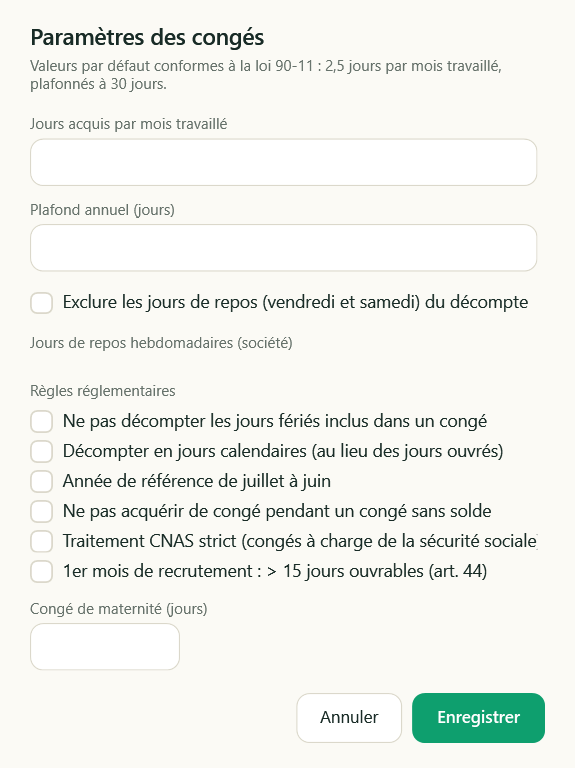 Paramètres des congés
Valeurs par défaut conformes à la loi 90-11 : 2,5 jours par mois travaillé,
plafonnés à 30 jours.
Jours acquis par mois travaillé
Plafond annuel (jours)
Exclure les jours de repos (vendredi et samedi) du décompte
Jours de repos hebdomadaires (société)
Règles réglementaires
Ne pas décompter les jours fériés inclus dans un congé
Décompter en jours calendaires (au lieu des jours ouvrés)
Année de référence de juillet à juin
Ne pas acquérir de congé pendant un congé sans solde
Traitement CNAS strict (congés à charge de la sécurité sociale
1er mois de recrutement : > 15 jours ouvrables (art. 44)
Congé de maternité (jours)
Annuler
Enregistrer